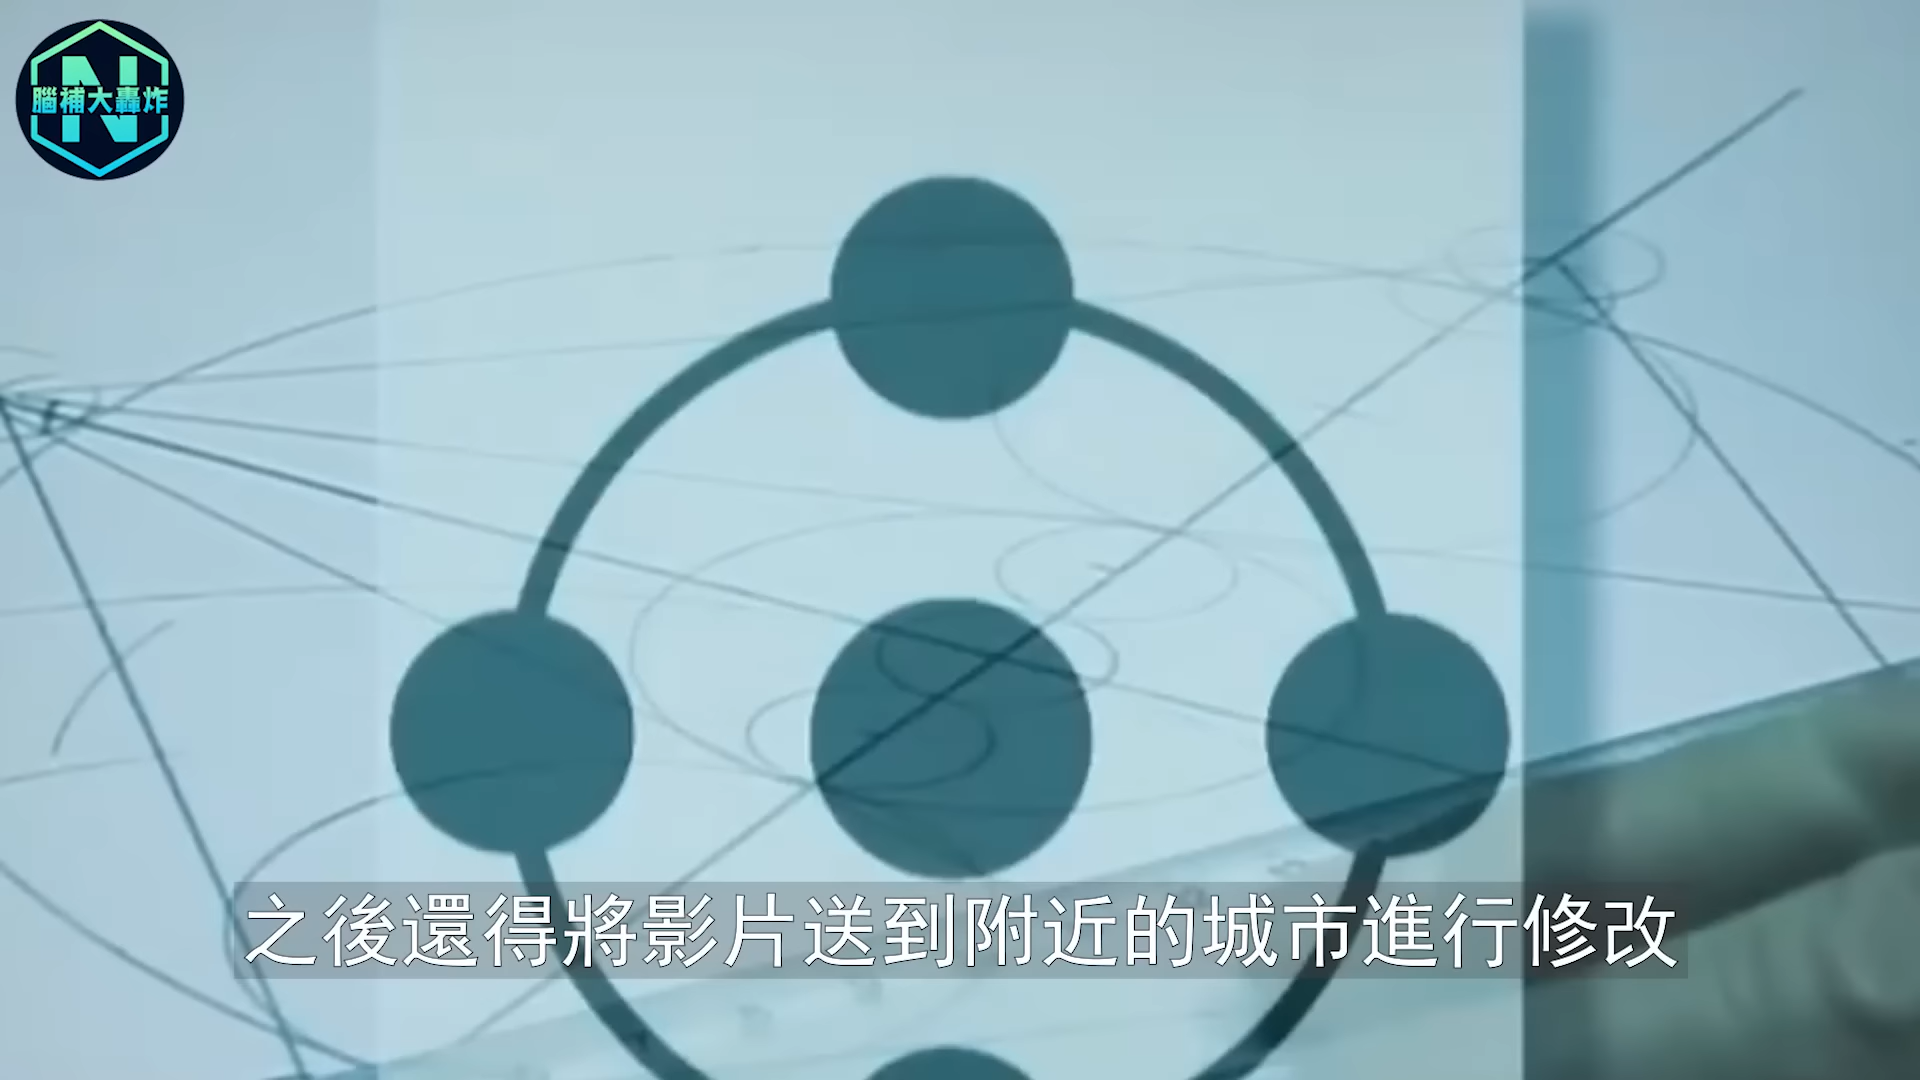 N
腦補大轟炸
之後還得將影片送到附近的城市進行修改